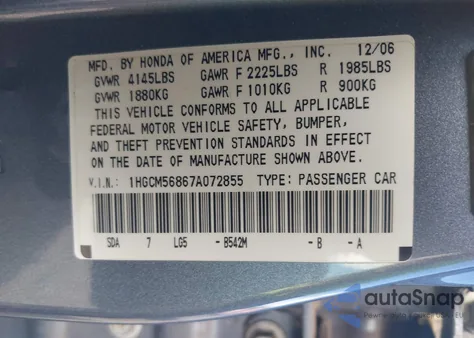 MFD. BY HONDA OF AMERICA MFG., INC. 12/06
GVWR 4145LBS GAWR F 2225LBS R 1985LBS
GVWR 1880KG GAWR F 1010KG R 900KG
THIS VEHICLE CONFORMS TO ALL APPLICABLE
FEDERAL MOTOR VEHICLE SAFETY, BUMPER,
AND THEFT PREVENTION STANDARDS IN EFFECT
ON THE DATE OF MANUFACTURE SHOWN ABOVE.
V.I.N.: 1HGCM56867A072855 TYPE: PASSENGER CAR
SDA 7 LG5 -B542M -B -A
autoSnap